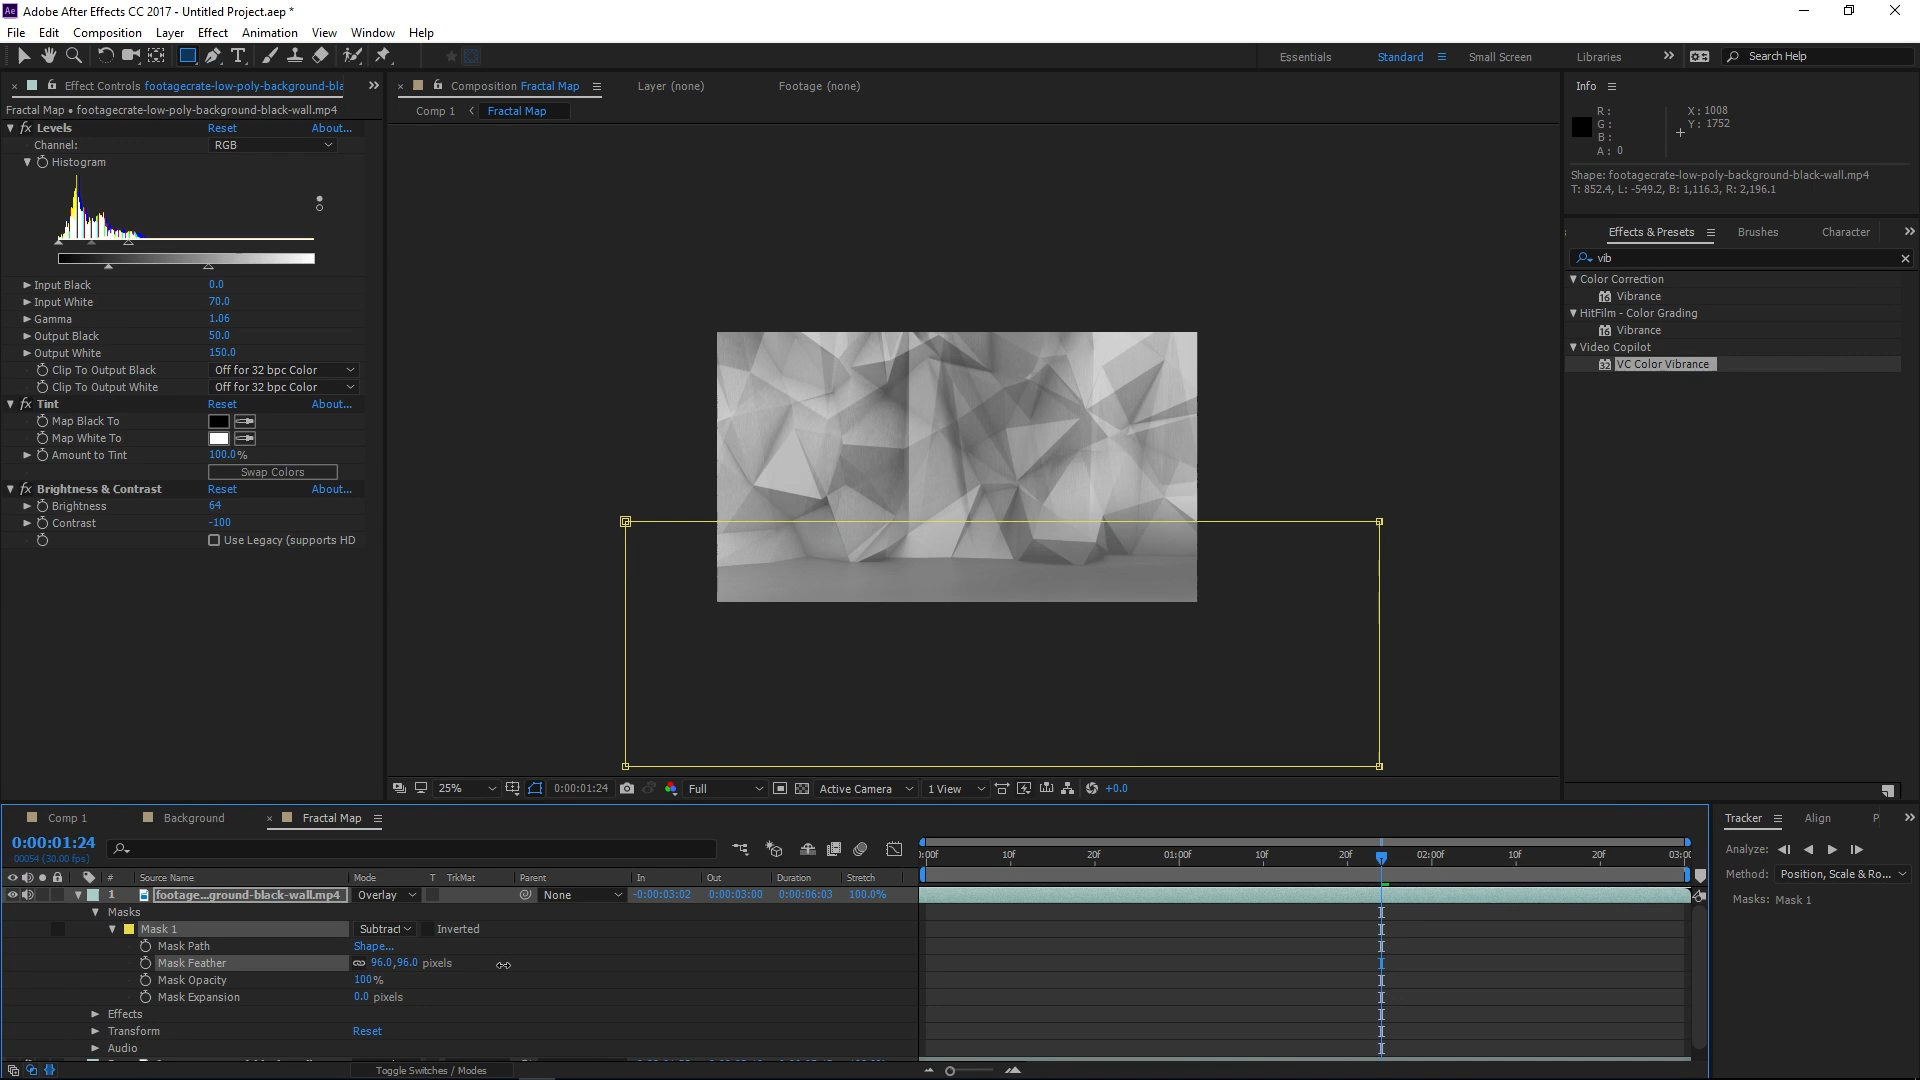 Adobe After Effects CC 2017 - Untitled Project.aep *
File Edit Composition Layer Effect Animation View Window Help
Essentials Standard Small Screen Libraries Search Help
Effect Controls footagecrate-low-poly-background-bla
Fractal Map • footagecrate-low-poly-background-black-wall.mp4
fx Levels Reset About...
Channel: RGB
Histogram
Input Black 0.0
Input White 70.0
Gamma 1.06
Output Black 50.0
Output White 150.0
Clip To Output Black Off for 32 bpc Color
Clip To Output White Off for 32 bpc Color
fx Tint Reset About...
Map Black To
Map White To
Amount to Tint 100.0%
Swap Colors
fx Brightness & Contrast Reset About...
Brightness 64
Contrast -100
Use Legacy (supports HD
Composition Fractal Map Layer (none) Footage (none)
Comp 1 Fractal Map
25% 0:00:01:24 Full Active Camera 1 View +0.0
Info
R: X: 1008
G: Y: 1752
B:
A: 0
Shape: footagecrate-low-poly-background-black-wall.mp4
T: 852.4, L: -549.2, B: 1,116.3, R: 2,196.1
Effects & Presets Brushes Character
vib
Color Correction
16 Vibrance
HitFilm - Color Grading
16 Vibrance
Video Copilot
32 VC Color Vibrance
Comp 1 Background Fractal Map
0:00:01:24
00054 (30.00 fps)
:00f 10f 20f 01:00f 10f 20f 02:00f 10f 20f 03:0
# Source Name Mode T TrkMat Parent In Out Duration Stretch
1 footage...ground-black-wall.mp4 Overlay None -0:00:03:02 0:00:03:00 0:00:06:03 100.0%
Masks
Mask 1 Subtract Inverted
Mask Path Shape...
Mask Feather 96.0,96.0 pixels
Mask Opacity 100%
Mask Expansion 0.0 pixels
Effects
Transform Reset
Audio
Toggle Switches / Modes
Tracker Align P
Analyze:
Method: Position, Scale & Ro...
Masks: Mask 1